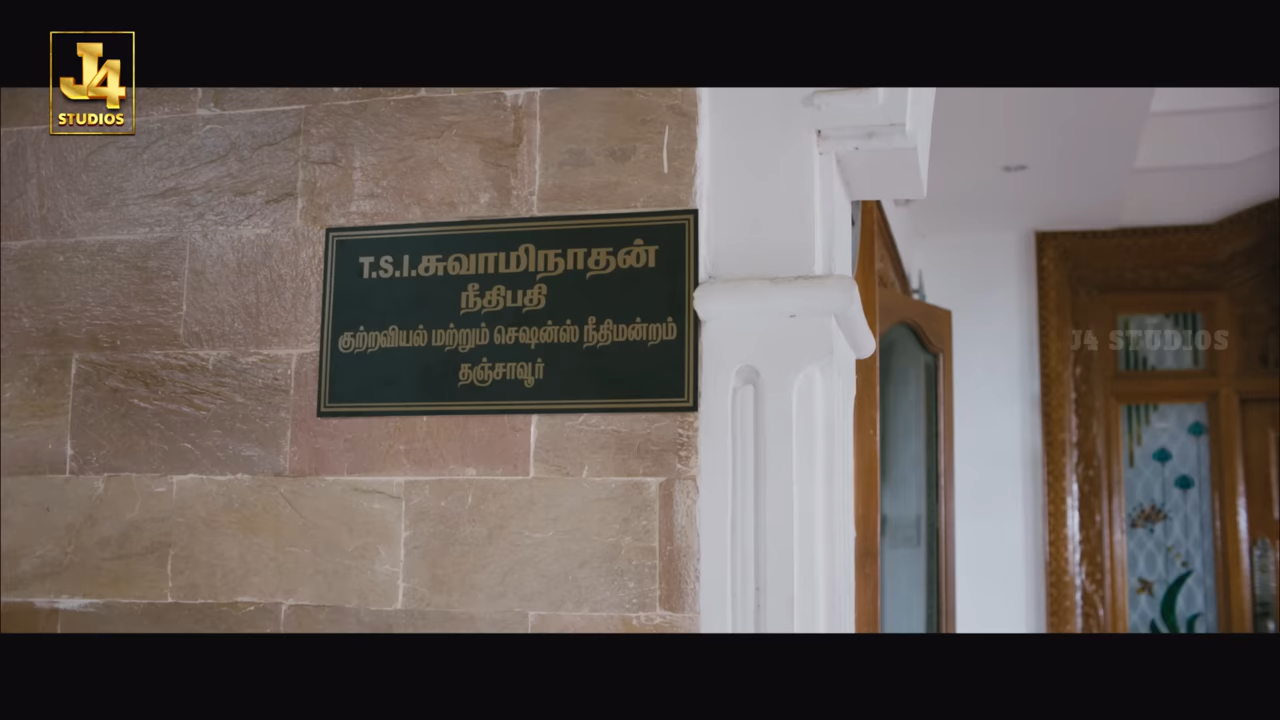 J4
STUDIOS
T.S.I.சுவாமிநாதன்
நீதிபதி
குற்றவியல் மற்றும் செஷன்ஸ் நீதிமன்றம்
தஞ்சாவூர்
J4 STUDIOS